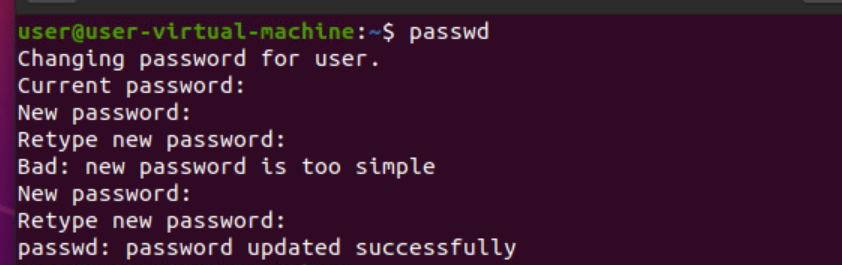 user@user-virtual-machine:~$ passwd
Changing password for user.
Current password:
New password:
Retype new password:
Bad: new password is too simple
New password:
Retype new password:
passwd: password updated successfully